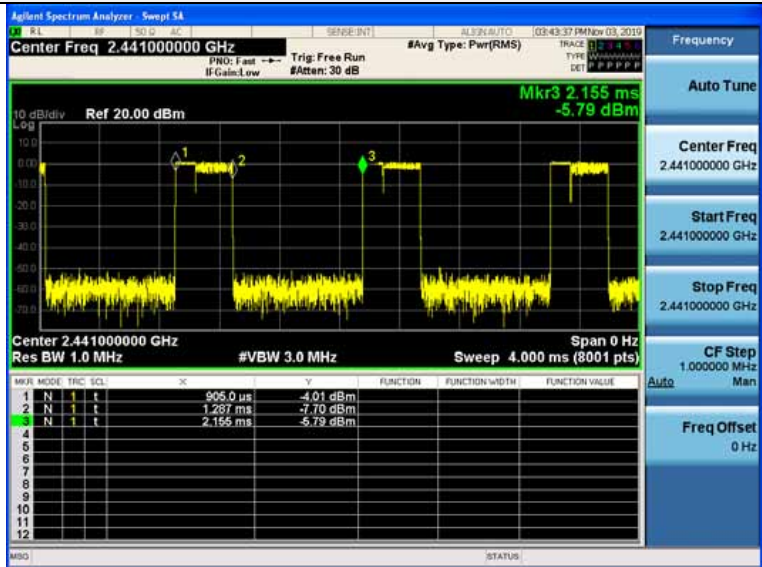 Agilent Spectrum Analyzer - Swept SA
RL RF 50 Ω AC SENSE:INT ALIGN AUTO 03:43:37 PM Nov 03, 2019
Center Freq 2.441000000 GHz #Avg Type: Pwr(RMS) TRACE 1 2 3 4 5 6
PNO: Fast Trig: Free Run TYPE
IFGain:Low #Atten: 30 dB DET P P P P P P
Mkr3 2.155 ms
-5.79 dBm
10 dB/div Ref 20.00 dBm
Log
10.0
0.00
-10.0
-20.0
-30.0
-40.0
-50.0
-60.0
-70.0
1
2
3
Center 2.441000000 GHz Span 0 Hz
Res BW 1.0 MHz #VBW 3.0 MHz Sweep 4.000 ms (8001 pts)
MKR MODE TRC SCL X Y FUNCTION FUNCTION WIDTH FUNCTION VALUE
1 N 1 t 905.0 µs -4.01 dBm
2 N 1 t 1.287 ms -7.70 dBm
3 N 1 t 2.155 ms -5.79 dBm
4
5
6
7
8
9
10
11
12
MSG STATUS
Frequency
Auto Tune
Center Freq
2.441000000 GHz
Start Freq
2.441000000 GHz
Stop Freq
2.441000000 GHz
CF Step
1.000000 MHz
Auto Man
Freq Offset
0 Hz